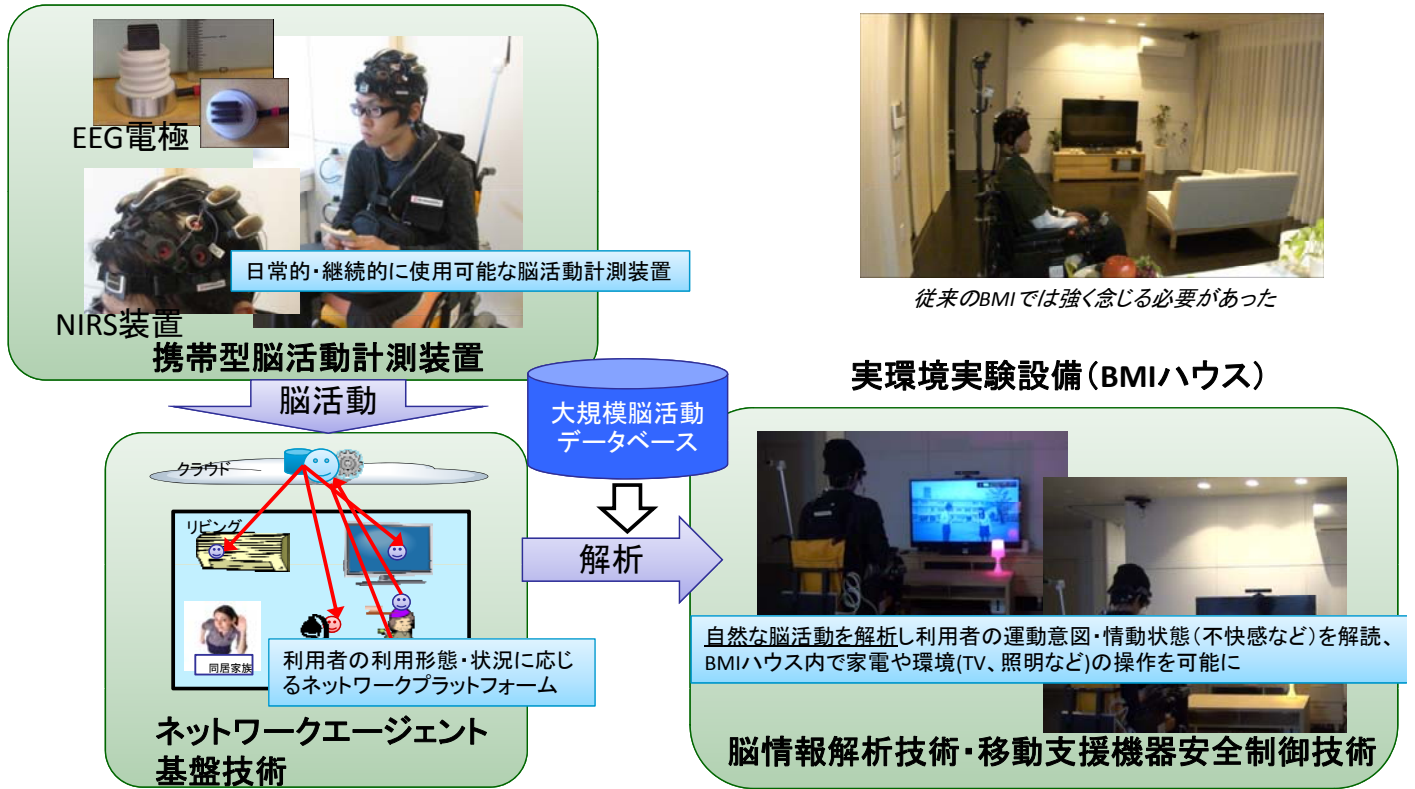 EEG電極
NIRS装置
日常的・継続的に使用可能な脳活動計測装置
携帯型脳活動計測装置
従来のBMIでは強く念じる必要があった
実環境実験設備（BMIハウス）
脳活動
大規模脳活動
データベース
解析
クラウド
リビング
同居家族
利用者の利用形態・状況に応じ
るネットワークプラットフォーム
ネットワークエージェント
基盤技術
自然な脳活動を解析し利用者の運動意図・情動状態（不快感など）を解読、
BMIハウス内で家電や環境(TV、照明など)の操作を可能に
脳情報解析技術・移動支援機器安全制御技術